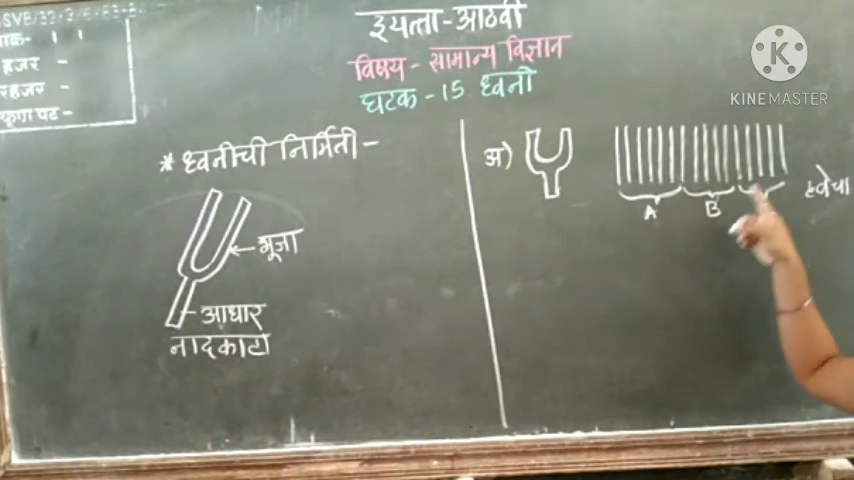 इयत्ता-आठवी
विषय - सामान्य विज्ञान
घटक - 15 ध्वनी
हजर -
रहजर -
* ध्वनीची निर्मिती -
भूजा
आधार
नादकाटा
अ)
A B
K
KINEMASTER